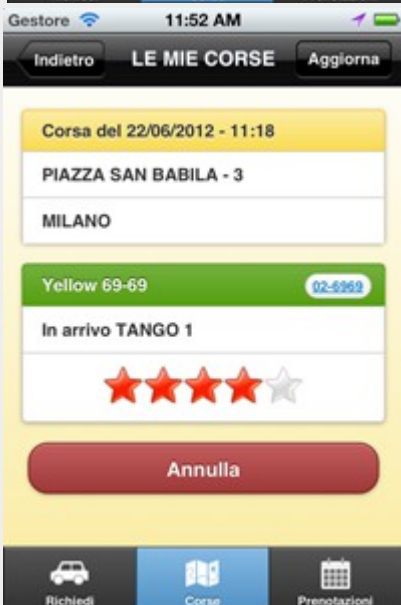 Gestore 11:52 AM
Indietro LE MIE CORSE Aggiorna
Corsa del 22/06/2012 - 11:18
PIAZZA SAN BABILA - 3
MILANO
Yellow 69-69 02-6969
In arrivo TANGO 1
Annulla
Richiedi Corse Prenotazioni